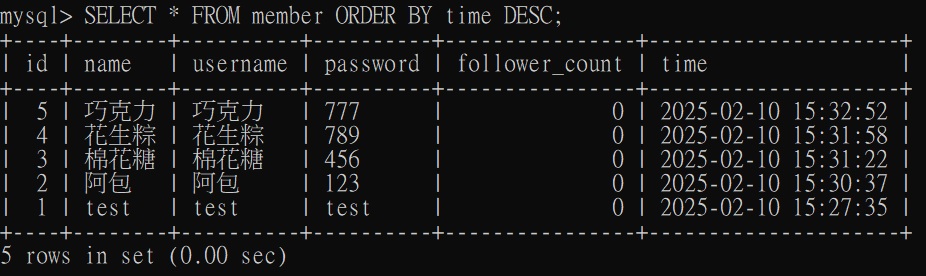 mysql> SELECT * FROM member ORDER BY time DESC;
+----+--------+----------+----------+----------------+---------------------+
| id | name   | username | password | follower_count | time                |
+----+--------+----------+----------+----------------+---------------------+
|  5 | 巧克力 | 巧克力   | 777      |              0 | 2025-02-10 15:32:52 |
|  4 | 花生粽 | 花生粽   | 789      |              0 | 2025-02-10 15:31:58 |
|  3 | 棉花糖 | 棉花糖   | 456      |              0 | 2025-02-10 15:31:22 |
|  2 | 阿包   | 阿包     | 123      |              0 | 2025-02-10 15:30:37 |
|  1 | test   | test     | test     |              0 | 2025-02-10 15:27:35 |
+----+--------+----------+----------+----------------+---------------------+
5 rows in set (0.00 sec)